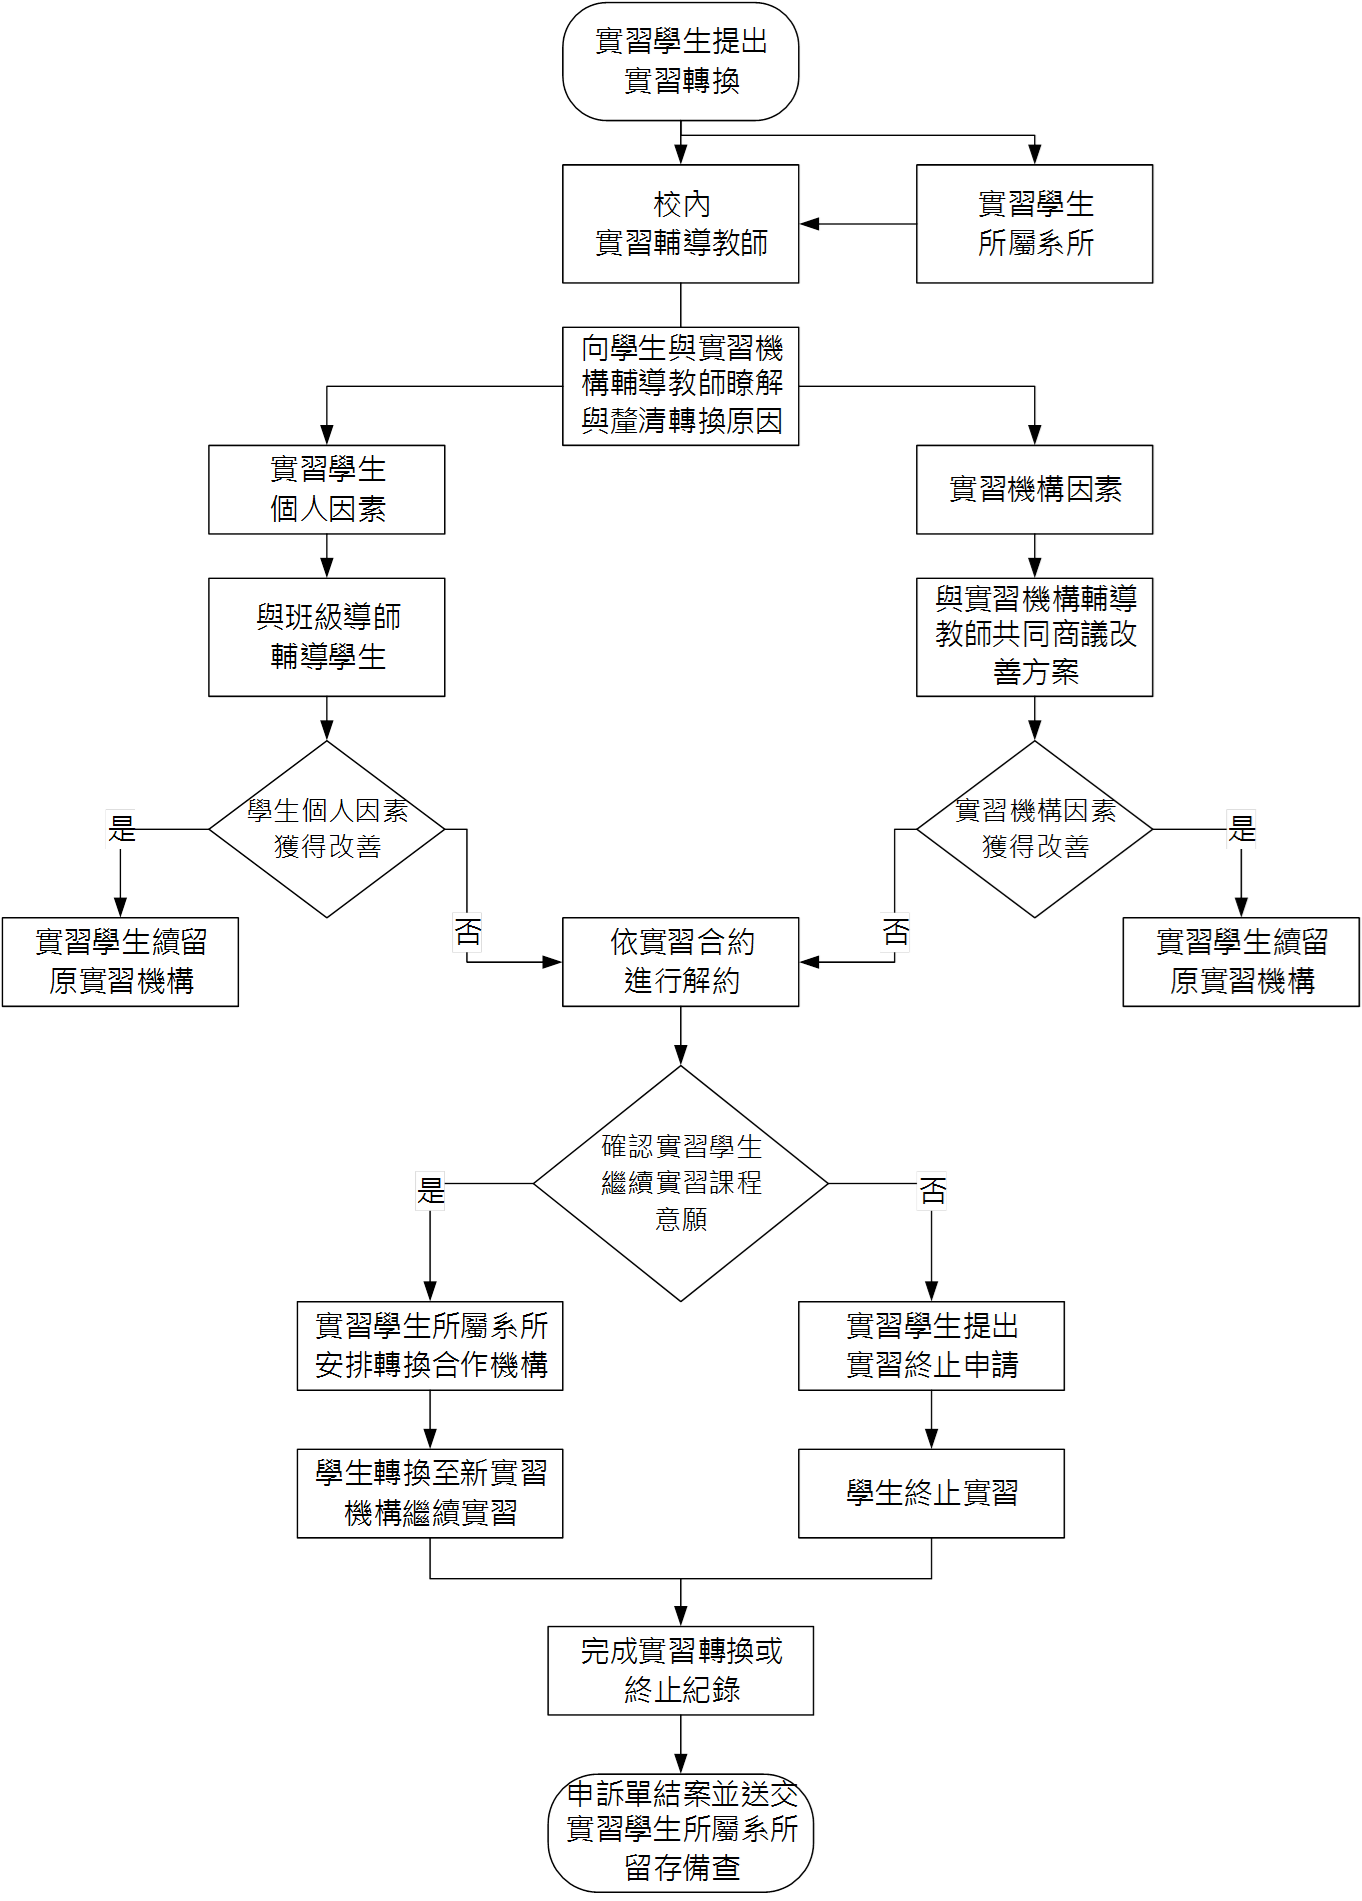 實習學生提出
實習轉換
校內
實習輔導教師
實習學生
所屬系所
向學生與實習機
構輔導教師瞭解
與釐清轉換原因
實習學生
個人因素
實習機構因素
與班級導師
輔導學生
與實習機構輔導
教師共同商議改
善方案
學生個人因素
獲得改善
實習機構因素
獲得改善
是
是
否
否
實習學生續留
原實習機構
依實習合約
進行解約
實習學生續留
原實習機構
確認實習學生
繼續實習課程
意願
是
否
實習學生所屬系所
安排轉換合作機構
實習學生提出
實習終止申請
學生轉換至新實習
機構繼續實習
學生終止實習
完成實習轉換或
終止紀錄
申訴單結案並送交
實習學生所屬系所
留存備查